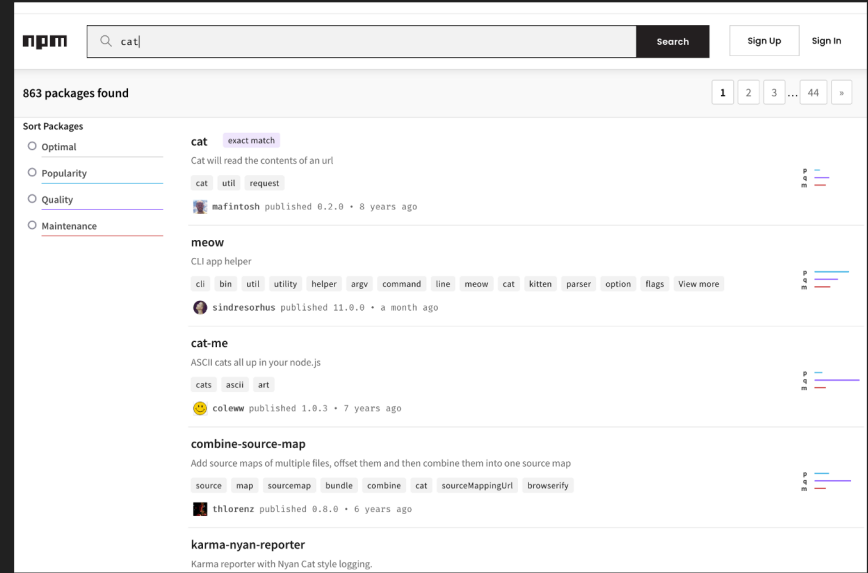 npm
cat
Search
Sign Up
Sign In
863 packages found
1 2 3 ... 44 »
Sort Packages
Optimal
Popularity
Quality
Maintenance
cat exact match
Cat will read the contents of an url
cat util request
mafintosh published 0.2.0 • 8 years ago
p
q
m
meow
CLI app helper
cli bin util utility helper argv command line meow cat kitten parser option flags View more
sindresorhus published 11.0.0 • a month ago
p
q
m
cat-me
ASCII cats all up in your node.js
cats ascii art
coleww published 1.0.3 • 7 years ago
p
q
m
combine-source-map
Add source maps of multiple files, offset them and then combine them into one source map
source map sourcemap bundle combine cat sourceMappingUrl browserify
thlorenz published 0.8.0 • 6 years ago
p
q
m
karma-nyan-reporter
Karma reporter with Nyan Cat style logging.